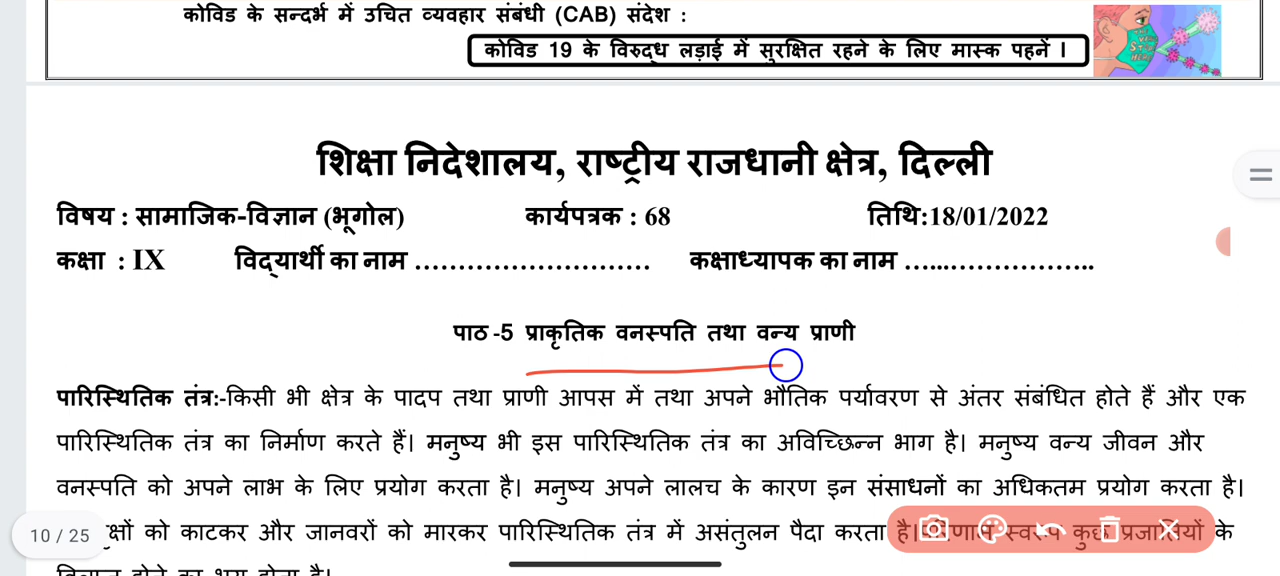 कोविड के सन्दर्भ में उचित व्यवहार संबंधी (CAB) संदेश :
कोविड 19 के विरुद्ध लड़ाई में सुरक्षित रहने के लिए मास्क पहनें ।
शिक्षा निदेशालय, राष्ट्रीय राजधानी क्षेत्र, दिल्ली
विषय : सामाजिक-विज्ञान (भूगोल) कार्यपत्रक : 68 तिथि:18/01/2022
कक्षा : IX विद्यार्थी का नाम ........................... कक्षाध्यापक का नाम ......................
पाठ -5 प्राकृतिक वनस्पति तथा वन्य प्राणी
पारिस्थितिक तंत्र:-किसी भी क्षेत्र के पादप तथा प्राणी आपस में तथा अपने भौतिक पर्यावरण से अंतर संबंधित होते हैं और एक
पारिस्थितिक तंत्र का निर्माण करते हैं। मनुष्य भी इस पारिस्थितिक तंत्र का अविच्छिन्न भाग है। मनुष्य वन्य जीवन और
वनस्पति को अपने लाभ के लिए प्रयोग करता है। मनुष्य अपने लालच के कारण इन संसाधनों का अधिकतम प्रयोग करता है।
को काटकर और जानवरों को मारकर पारिस्थितिक तंत्र में असंतुलन पैदा करता है। स्वरूप कुछ प्रजातियों के
10 / 25